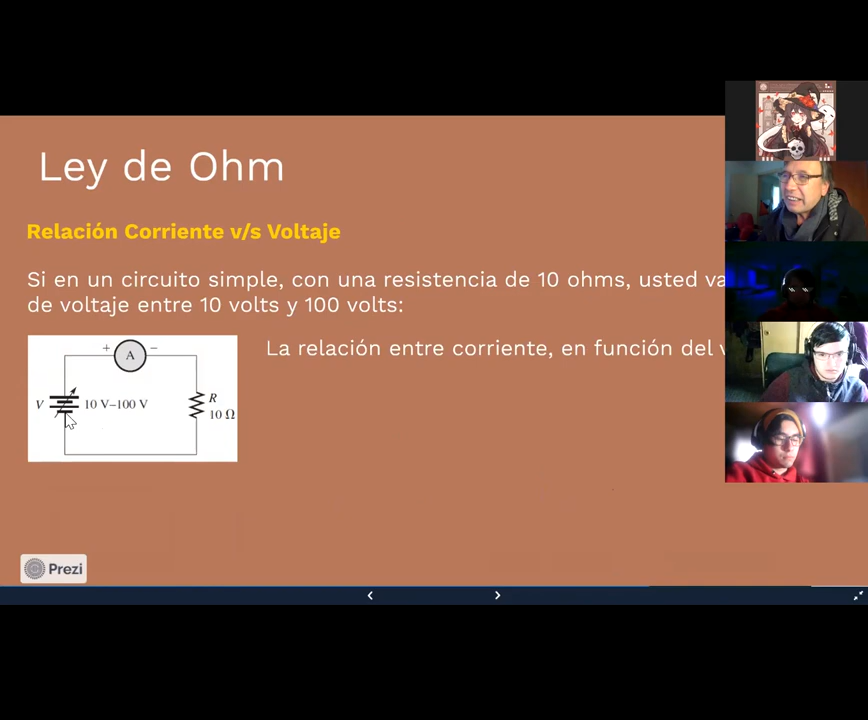 Ley de Ohm
Relación Corriente v/s Voltaje
Si en un circuito simple, con una resistencia de 10 ohms, usted va
de voltaje entre 10 volts y 100 volts:
La relación entre corriente, en función del v
+ A −
V 10 V–100 V
R
10 Ω
Prezi